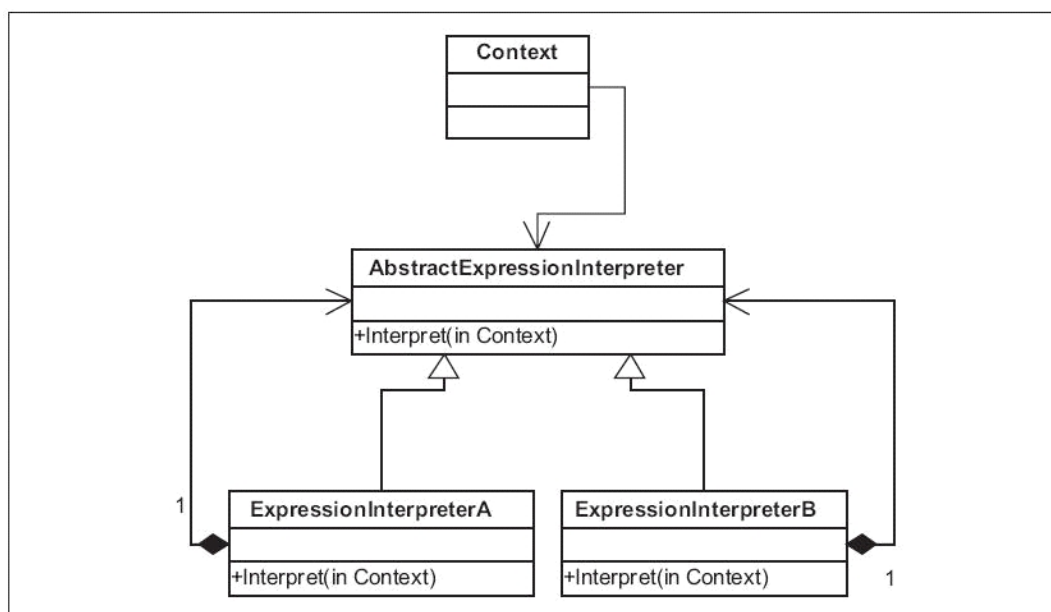 Context
AbstractExpressionInterpreter
+Interpret(in Context)
1
ExpressionInterpreterA
+Interpret(in Context)
ExpressionInterpreterB
+Interpret(in Context)
1